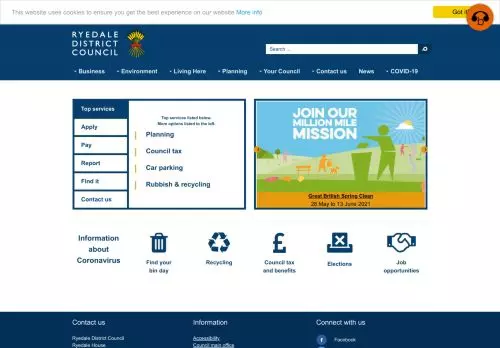 This website uses cookies to ensure you get the best experience on our website More info
Got it!
RYEDALE
DISTRICT
COUNCIL
Search ...
Business
Environment
Living Here
Planning
Your Council
Contact us
News
COVID-19
Top services
Apply
Pay
Report
Find it
Contact us
Top services listed below.
More options listed to the left.
Planning
Council tax
Car parking
Rubbish & recycling
JOIN OUR
MILLION MILE
MISSION
Great British Spring Clean
28 May to 13 June 2021
Information
about
Coronavirus
Find your
bin day
Recycling
Council tax
and benefits
Elections
Job
opportunities
Contact us
Ryedale District Council
Ryedale House
Information
Accessibility
Council main office
Connect with us
Facebook